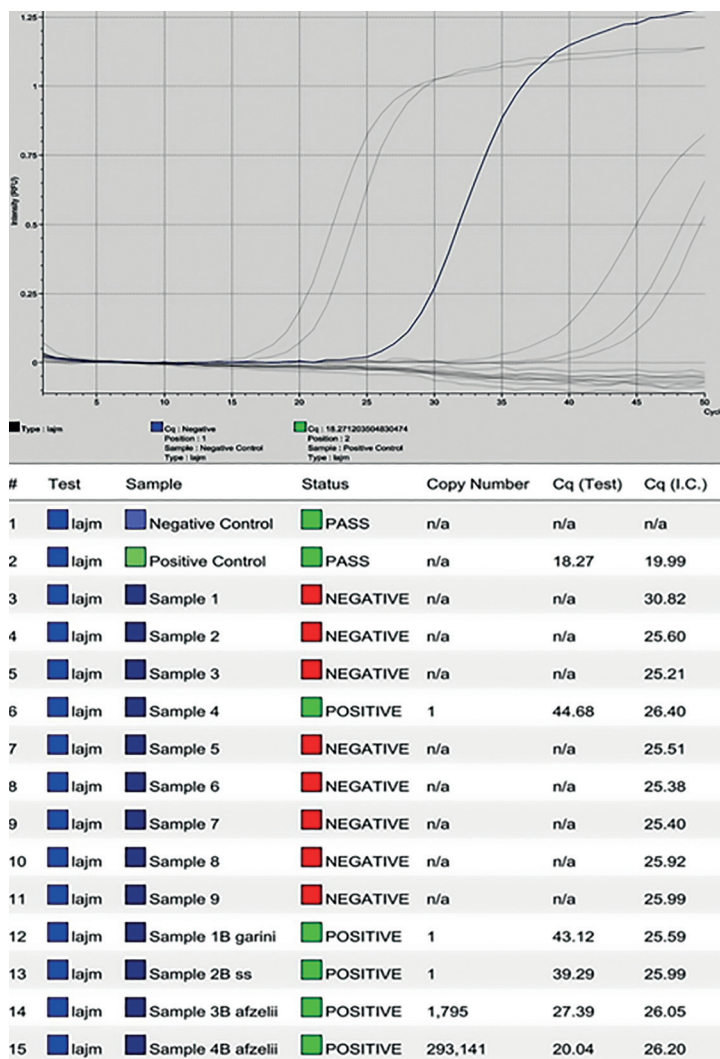 1.25
1
0.75
0.5
0.25
0
Intensity (RFU)
5 10 15 20 25 30 35 40 45 50
Cycl
Type : lajm
Cq : Negative
Position : 1
Sample : Negative Control
Type : lajm
Cq : 18.271203504830474
Position : 2
Sample : Positive Control
Type : lajm
# Test Sample Status Copy Number Cq (Test) Cq (I.C.)
1 lajm Negative Control PASS n/a n/a n/a
2 lajm Positive Control PASS n/a 18.27 19.99
3 lajm Sample 1 NEGATIVE n/a n/a 30.82
4 lajm Sample 2 NEGATIVE n/a n/a 25.60
5 lajm Sample 3 NEGATIVE n/a n/a 25.21
6 lajm Sample 4 POSITIVE 1 44.68 26.40
7 lajm Sample 5 NEGATIVE n/a n/a 25.51
8 lajm Sample 6 NEGATIVE n/a n/a 25.38
9 lajm Sample 7 NEGATIVE n/a n/a 25.40
10 lajm Sample 8 NEGATIVE n/a n/a 25.92
11 lajm Sample 9 NEGATIVE n/a n/a 25.99
12 lajm Sample 1B garini POSITIVE 1 43.12 25.59
13 lajm Sample 2B ss POSITIVE 1 39.29 25.99
14 lajm Sample 3B afzelii POSITIVE 1,795 27.39 26.05
15 lajm Sample 4B afzelii POSITIVE 293,141 20.04 26.20